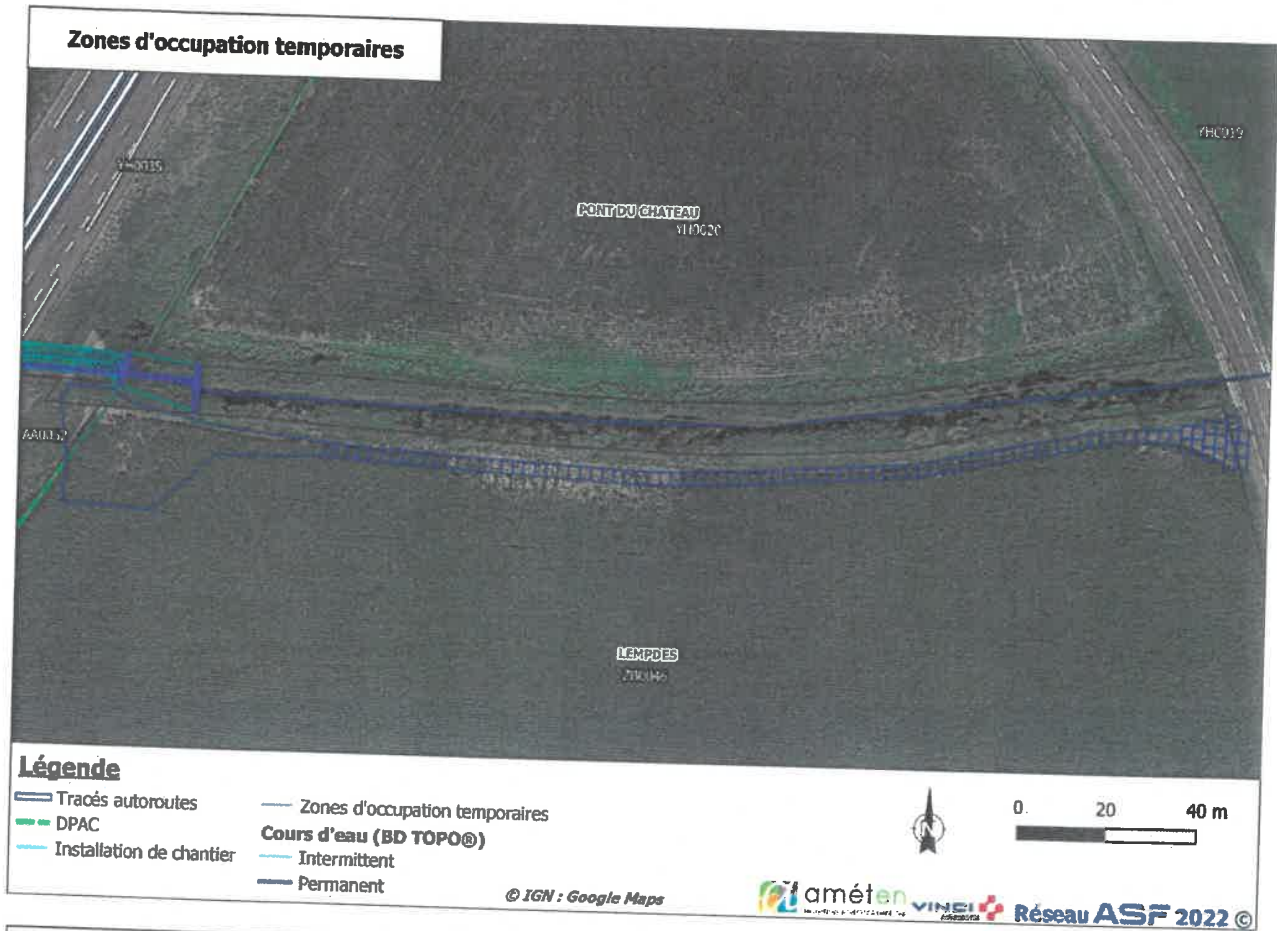 Zones d'occupation temporaires
YH0035
YH0039
PONT DU CHATEAU
YH0020
LEMPDES
Légende
Tracés autoroutes
DPAC
Installation de chantier
Zones d'occupation temporaires
Cours d'eau (BD TOPO®)
Intermittent
Permanent
© IGN : Google Maps
N
0 20 40 m
améten
VINCI
Réseau ASF 2022 ©